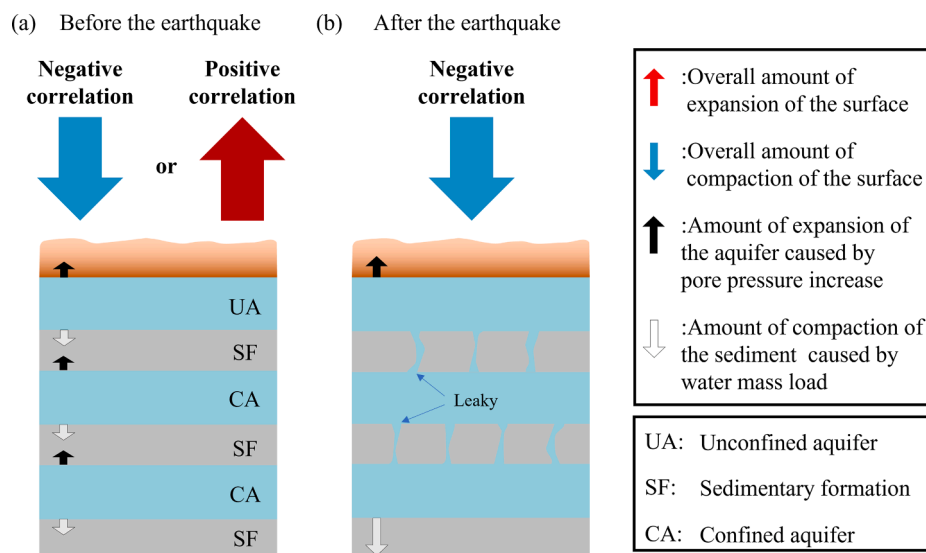 (a) Before the earthquake
(b) After the earthquake
Negative
correlation
or
Positive
correlation
Negative
correlation
UA
SF
CA
SF
CA
SF
Leaky
:Overall amount of
expansion of the surface
:Overall amount of
compaction of the surface
:Amount of expansion of
the aquifer caused by
pore pressure increase
:Amount of compaction of
the sediment caused by
water mass load
UA: Unconfined aquifer
SF: Sedimentary formation
CA: Confined aquifer